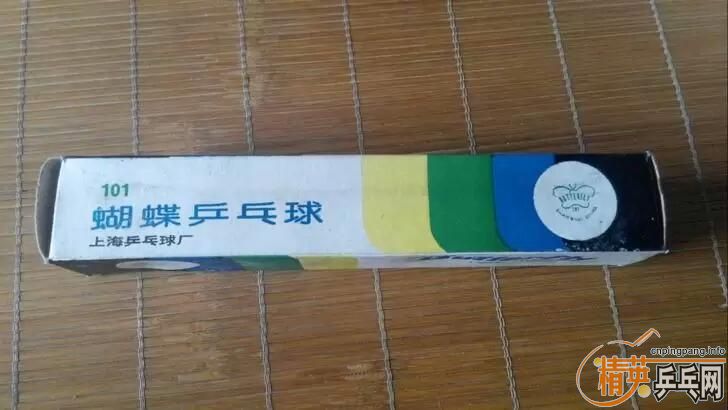 101
蝴蝶乒乓球
上海乒乓球厂
BUTTERFLY
cnpingpang.info
精英乒乓网